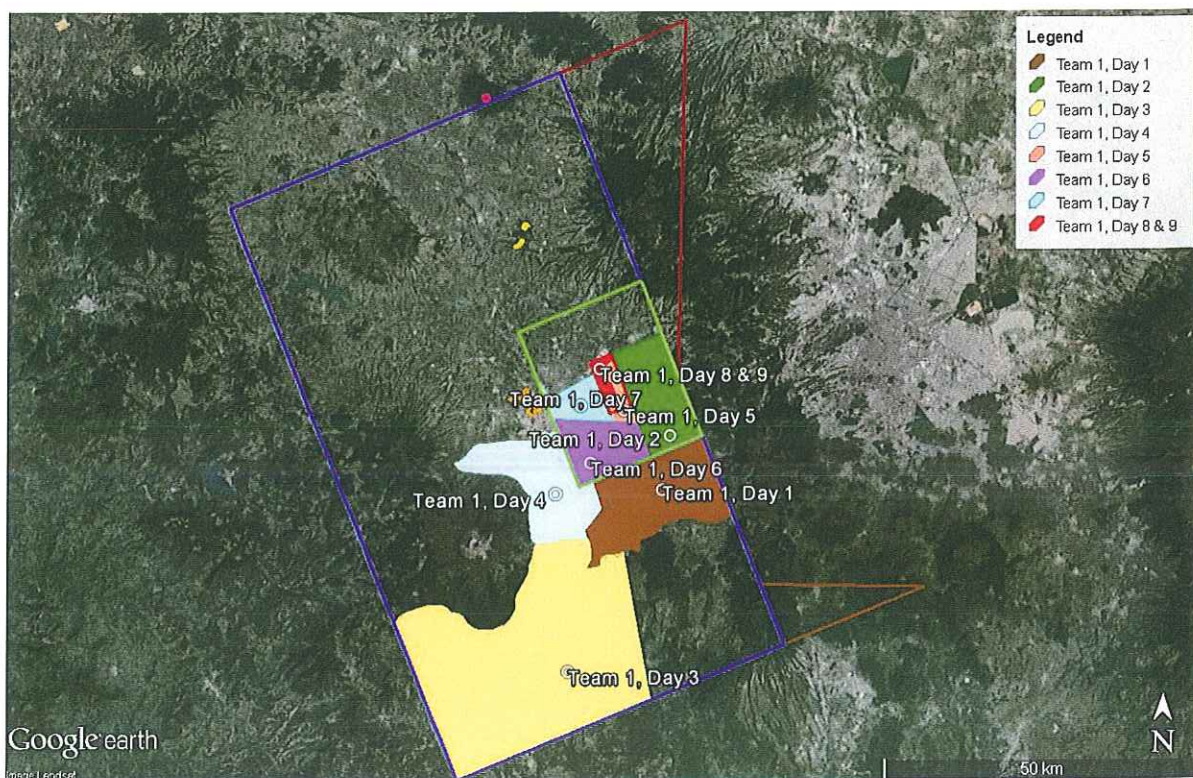 Legend
Team 1, Day 1
Team 1, Day 2
Team 1, Day 3
Team 1, Day 4
Team 1, Day 5
Team 1, Day 6
Team 1, Day 7
Team 1, Day 8 & 9
Team 1, Day 8 & 9
Team 1, Day 7
Team 1, Day 5
Team 1, Day 2
Team 1, Day 6
Team 1, Day 4
Team 1, Day 1
Team 1, Day 3
Google earth
Image Landsat
N
50 km